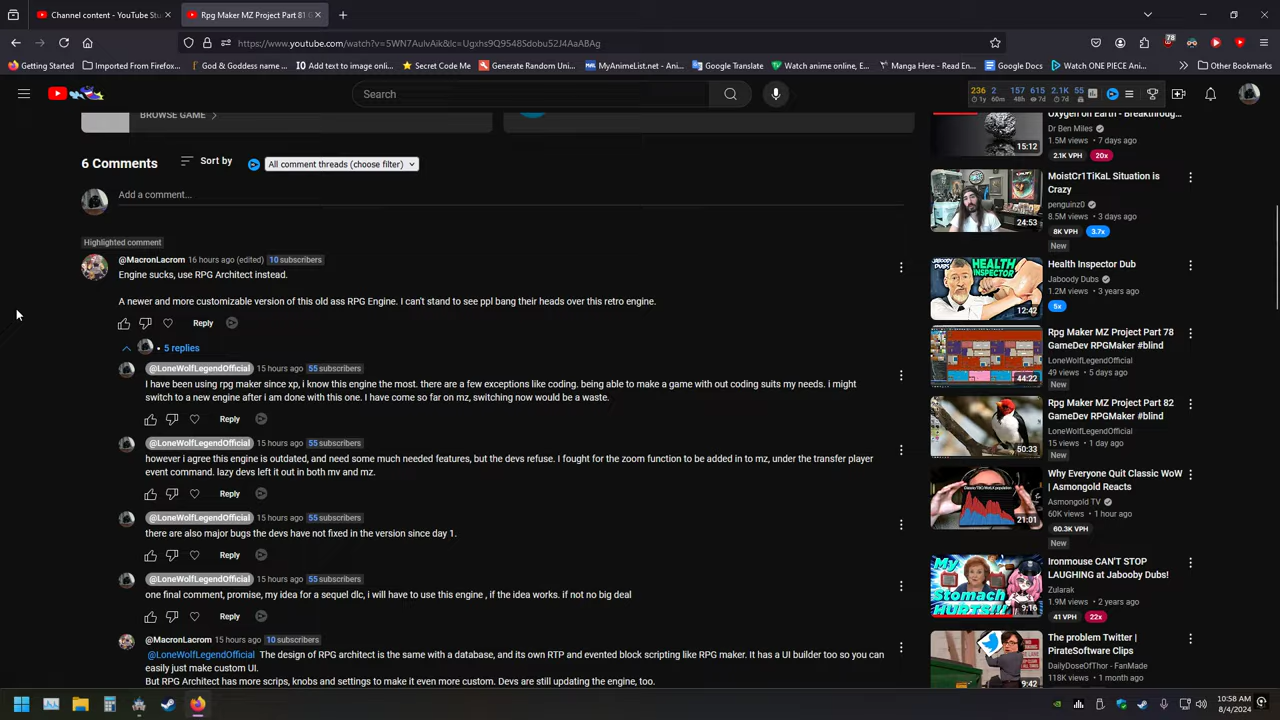 Channel content - YouTube Stu
Rpg Maker MZ Project Part 81
https://www.youtube.com/watch?v=5WN7AulvAik&lc=Ugxhs9Q9548Sdobu52J4AaABAg
78
Getting Started
Imported From Firefox...
God & Goddess name ...
Add text to image onli...
Secret Code Me
Generate Random Uni...
MyAnimeList.net - Ani...
Google Translate
Watch anime online, E...
Manga Here - Read En...
Google Docs
Watch ONE PIECE Ani...
Other Bookmarks
Search
236 2 157 615 2.1K 55
1y 60m 48h 7d 7d
BROWSE GAME
6 Comments
Sort by
All comment threads (choose filter)
Add a comment...
Highlighted comment
@MacronLacrom 16 hours ago (edited) 10 subscribers
Engine sucks, use RPG Architect instead.
A newer and more customizable version of this old ass RPG Engine. I can't stand to see ppl bang their heads over this retro engine.
Reply
5 replies
@LoneWolfLegendOfficial 15 hours ago 55 subscribers
I have been using rpg maker since xp, i know this engine the most. there are a few exceptions like coding. being able to make a game without code suits my needs. i might
switch to a new engine after i am done with this one. I have come so far on mz, switching now would be a waste.
Reply
@LoneWolfLegendOfficial 15 hours ago 55 subscribers
however i agree this engine is outdated, and need some much needed features, but the devs refuse. I fought for the zoom function to be added in to mz, under the transfer player
event command. lazy devs left it out in both mv and mz.
Reply
@LoneWolfLegendOfficial 15 hours ago 55 subscribers
there are also major bugs the devs have not fixed in the version since day 1.
Reply
@LoneWolfLegendOfficial 15 hours ago 55 subscribers
one final comment, promise, my idea for a sequel dlc, i will have to use this engine , if the idea works. if not no big deal
Reply
@MacronLacrom 15 hours ago 10 subscribers
@LoneWolfLegendOfficial The design of RPG architect is the same with a database, and its own RTP and evented block scripting like RPG maker. It has a UI builder too so you can
easily just make custom UI.
But RPG Architect has more scrips, knobs and settings to make it even more custom. Devs are still updating the engine, too.
Oxygen on Earth - Breakthroug...
Dr Ben Miles
1.5M views • 7 days ago
2.1K VPH 20x
15:12
MoistCr1TiKaL Situation is
Crazy
penguinz0
8.5M views • 3 days ago
8K VPH 3.7x
New
24:53
Health Inspector Dub
Jaboody Dubs
1.2M views • 3 years ago
5x
JABOODY
DUBS
HEALTH
INSPECTOR
12:42
Rpg Maker MZ Project Part 78
GameDev RPGMaker #blind
LoneWolfLegendOfficial
49 views • 5 days ago
New
44:22
Rpg Maker MZ Project Part 82
GameDev RPGMaker #blind
LoneWolfLegendOfficial
15 views • 1 day ago
New
50:33
Why Everyone Quit Classic WoW
| Asmongold Reacts
Asmongold TV
60K views • 1 hour ago
60.3K VPH
New
21:01
Ironmouse CAN'T STOP
LAUGHING at Jabooby Dubs!
Zularak
1.9M views • 2 years ago
41 VPH 22x
My
Stomach
HURTS!!!
9:16
The problem Twitter |
PirateSoftware Clips
DailyDoseOfThor - FanMade
118K views • 1 month ago
9:42
10:58 AM
8/4/2024